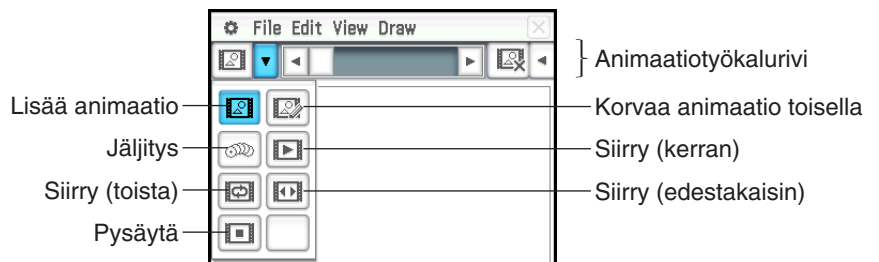 File Edit View Draw
Animaatiotyökalurivi
Lisää animaatio
Korvaa animaatio toisella
Jäljitys
Siirry (kerran)
Siirry (toista)
Siirry (edestakaisin)
Pysäytä